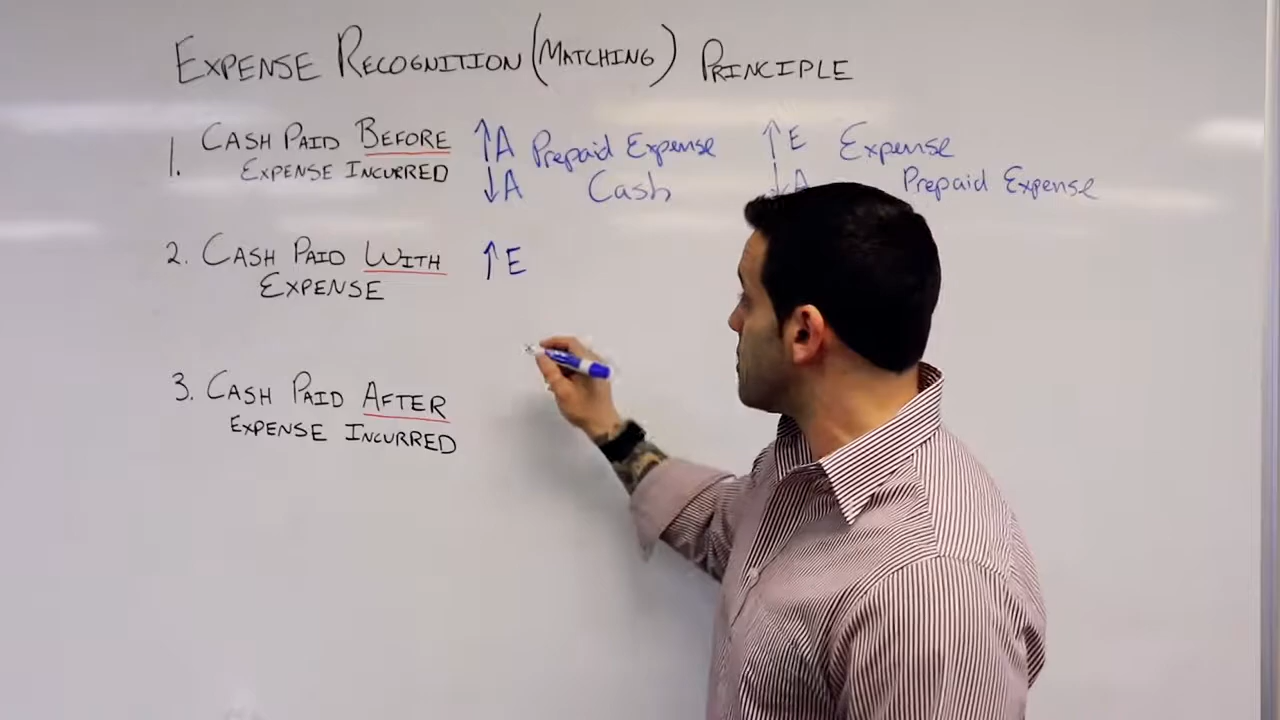 EXPENSE RECOGNITION (MATCHING) PRINCIPLE
1. CASH PAID BEFORE ↑A Prepaid Expense ↑E Expense
EXPENSE INCURRED ↓A Cash ↓A Prepaid Expense
2. CASH PAID WITH ↑E
EXPENSE
3. CASH PAID AFTER
EXPENSE INCURRED